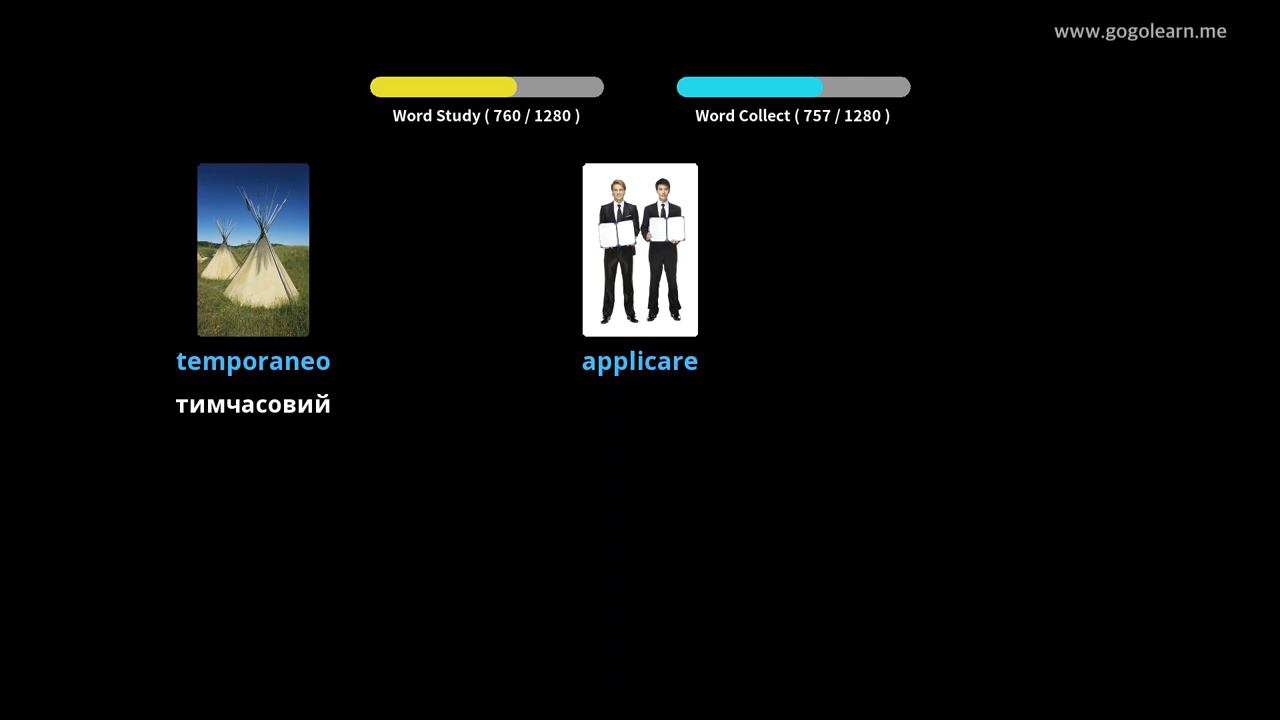 www.gogolearn.me
Word Study ( 760 / 1280 )
Word Collect ( 757 / 1280 )
temporaneo
applicare
тимчасовий